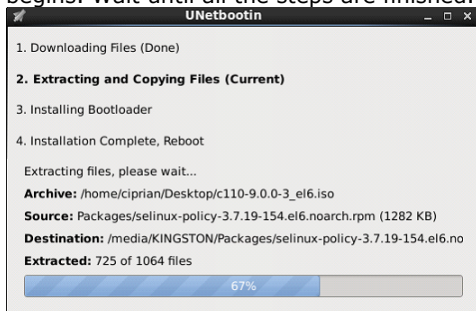 begins. Wait until all the steps are finished.
UNetbootin
1. Downloading Files (Done)
2. Extracting and Copying Files (Current)
3. Installing Bootloader
4. Installation Complete, Reboot
Extracting files, please wait...
Archive: /home/ciprian/Desktop/c110-9.0.0-3_el6.iso
Source: Packages/selinux-policy-3.7.19-154.el6.noarch.rpm (1282 KB)
Destination: /media/KINGSTON/Packages/selinux-policy-3.7.19-154.el6.no
Extracted: 725 of 1064 files
67%